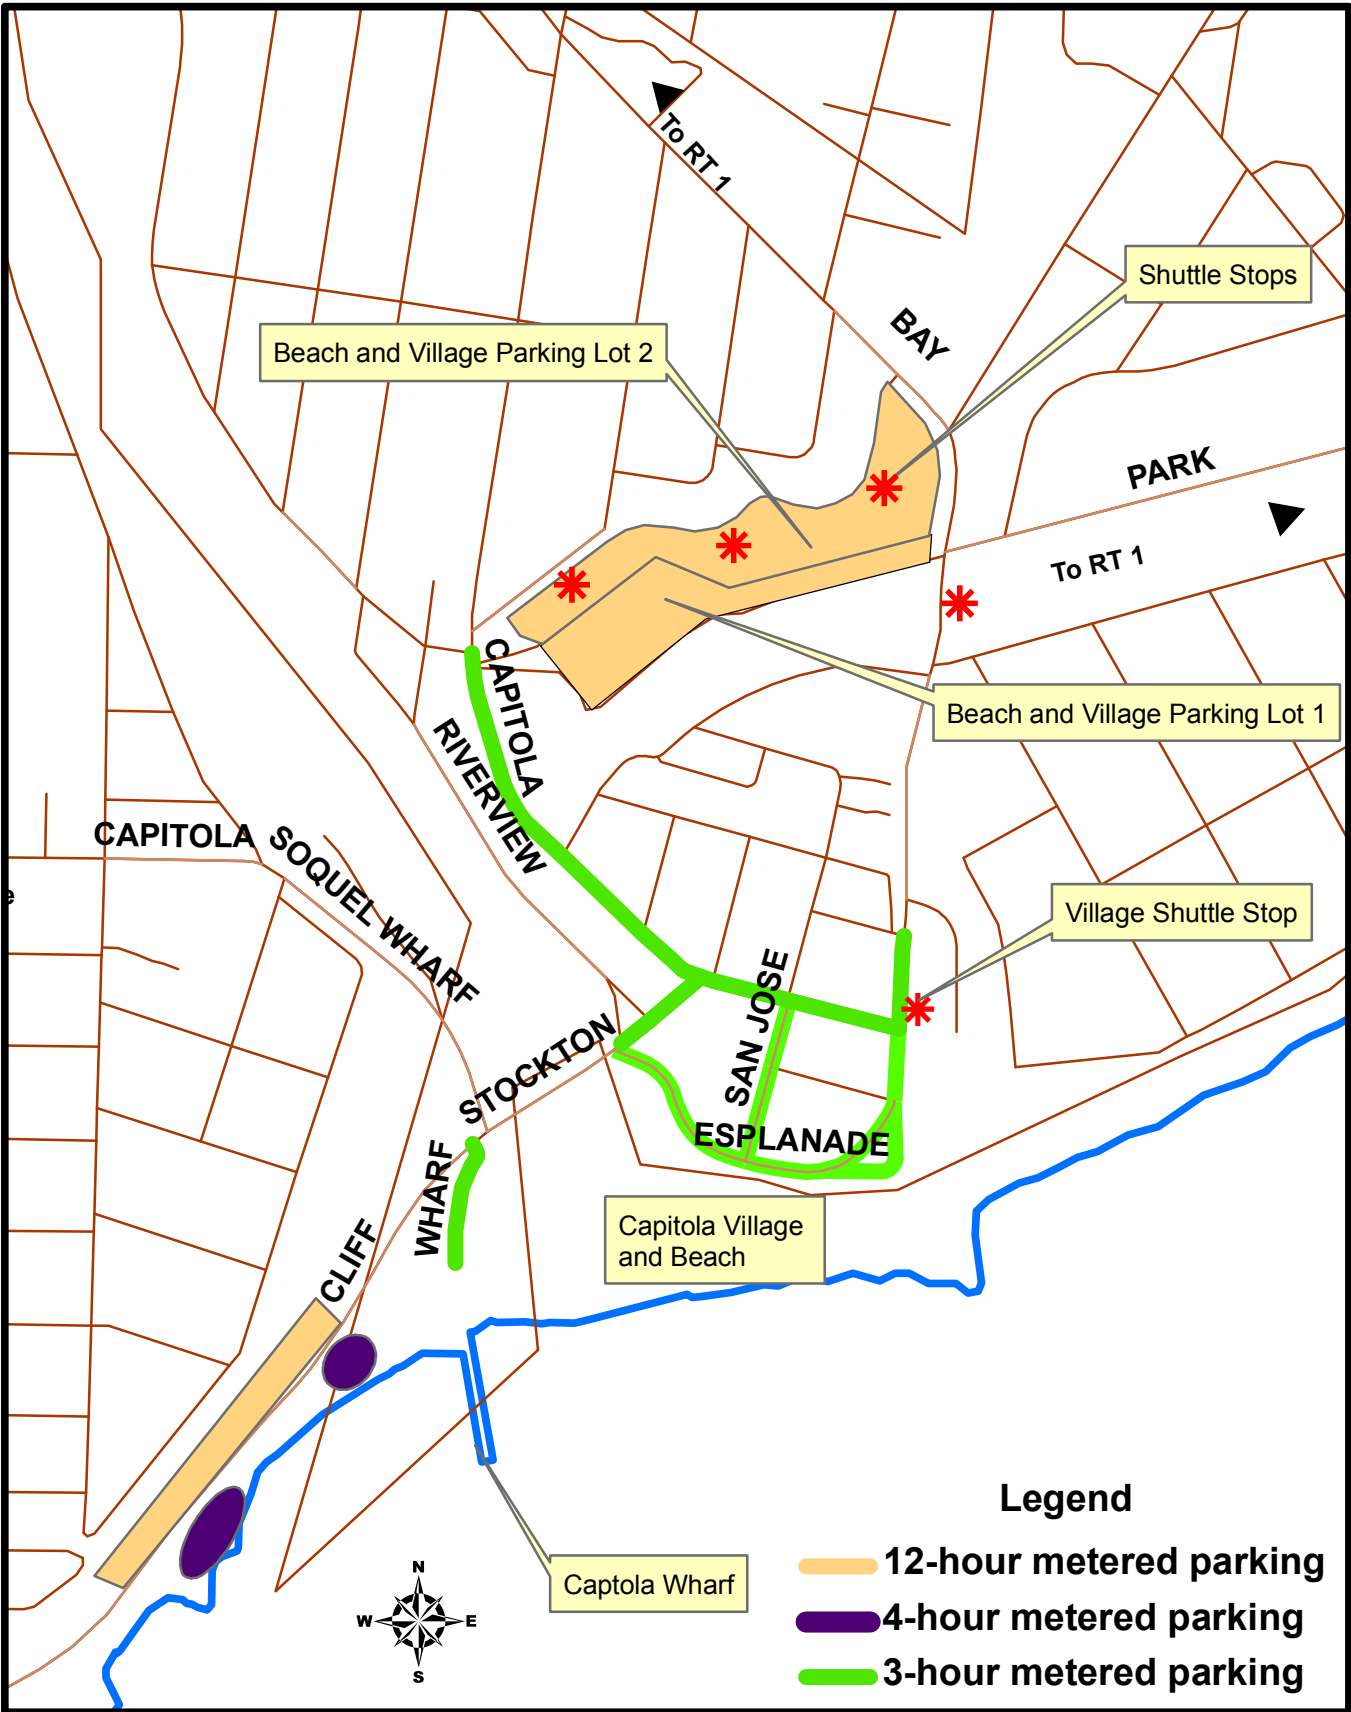 To RT 1
Shuttle Stops
BAY
Beach and Village Parking Lot 2
PARK
To RT 1
CAPITOLA
Beach and Village Parking Lot 1
RIVERVIEW
CAPITOLA
SOQUEL WHARF
e
Village Shuttle Stop
SAN JOSE
STOCKTON
ESPLANADE
WHARF
Capitola Village
and Beach
CLIFF
Legend
12-hour metered parking
4-hour metered parking
3-hour metered parking
Captola Wharf
N
W
E
S